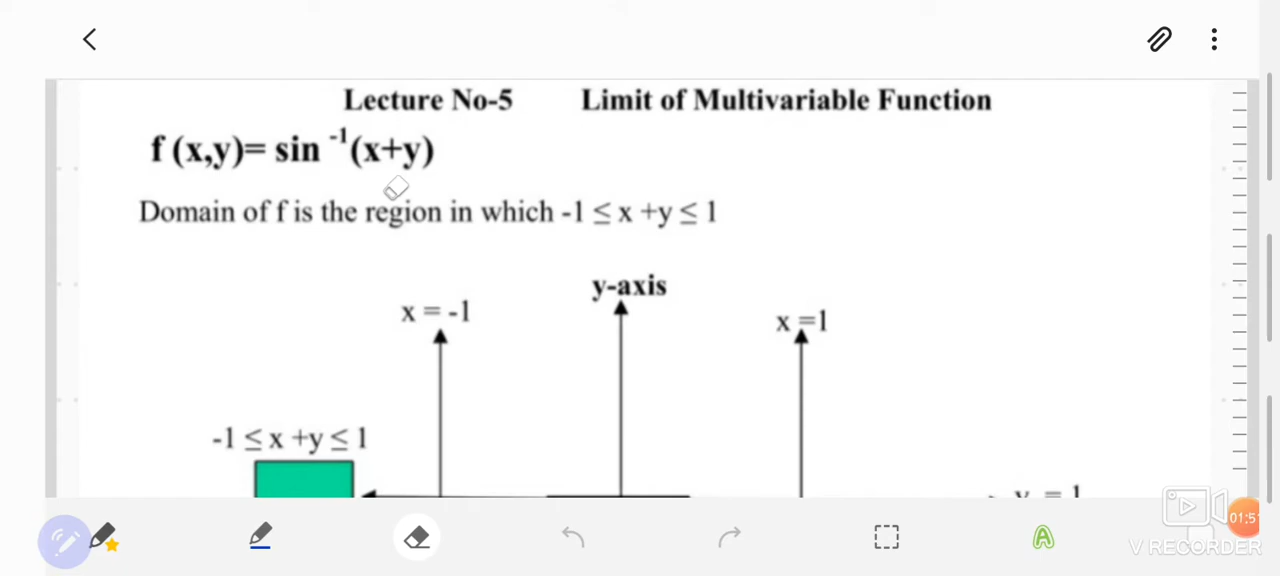 Lecture No-5 Limit of Multivariable Function
f (x,y)= sin ⁻¹(x+y)
Domain of f is the region in which -1 ≤ x +y ≤ 1
y-axis
x = -1
x =1
-1 ≤ x +y ≤ 1
A
01:51
V RECORDER